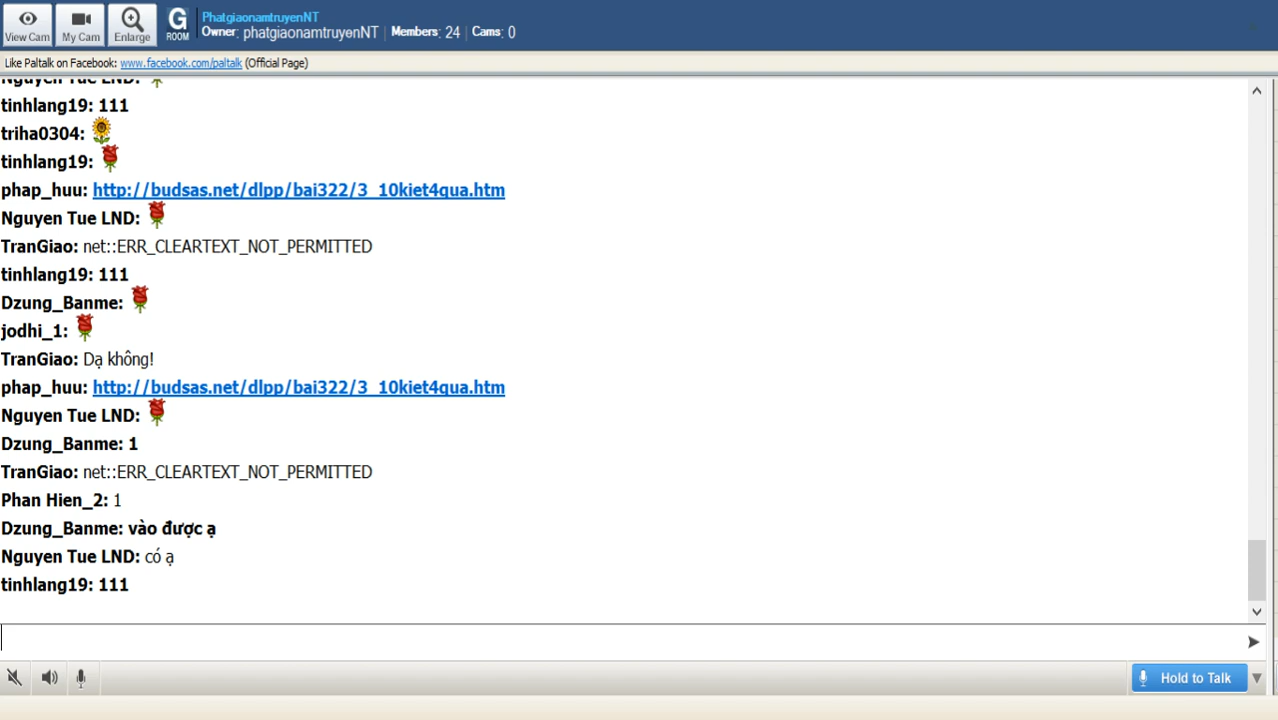 View Cam
My Cam
Enlarge
G
ROOM
PhatgiaonamtruyenNT
Owner: phatgiaonamtruyenNT Members: 24 Cams: 0
Like Paltalk on Facebook: www.facebook.com/paltalk (Official Page)
Nguyen Tue LND:
tinhlang19: 111
triha0304:
tinhlang19:
phap_huu: http://budsas.net/dlpp/bai322/3_10kiet4qua.htm
Nguyen Tue LND:
TranGiao: net::ERR_CLEARTEXT_NOT_PERMITTED
tinhlang19: 111
Dzung_Banme:
jodhi_1:
TranGiao: Dạ không!
phap_huu: http://budsas.net/dlpp/bai322/3_10kiet4qua.htm
Nguyen Tue LND:
Dzung_Banme: 1
TranGiao: net::ERR_CLEARTEXT_NOT_PERMITTED
Phan Hien_2: 1
Dzung_Banme: vào được ạ
Nguyen Tue LND: có ạ
tinhlang19: 111
Hold to Talk